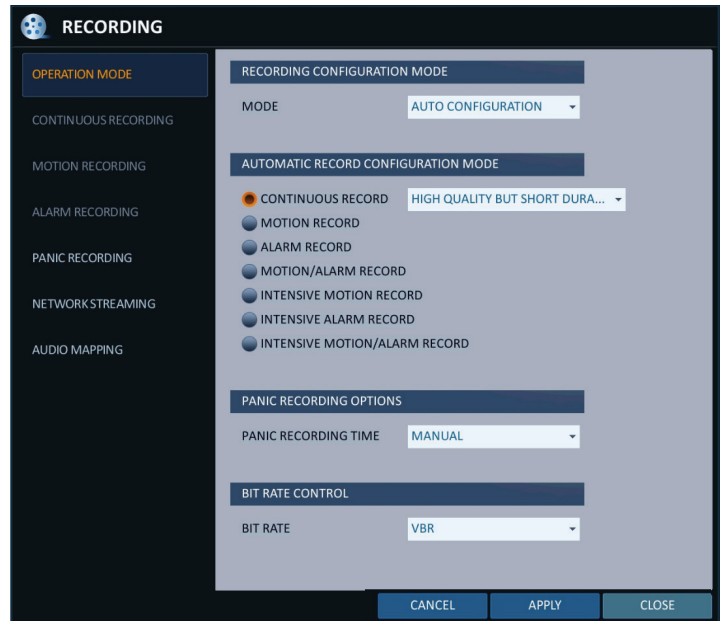 RECORDING
OPERATION MODE
CONTINUOUS RECORDING
MOTION RECORDING
ALARM RECORDING
PANIC RECORDING
NETWORK STREAMING
AUDIO MAPPING
RECORDING CONFIGURATION MODE
MODE AUTO CONFIGURATION
AUTOMATIC RECORD CONFIGURATION MODE
CONTINUOUS RECORD HIGH QUALITY BUT SHORT DURA...
MOTION RECORD
ALARM RECORD
MOTION/ALARM RECORD
INTENSIVE MOTION RECORD
INTENSIVE ALARM RECORD
INTENSIVE MOTION/ALARM RECORD
PANIC RECORDING OPTIONS
PANIC RECORDING TIME MANUAL
BIT RATE CONTROL
BIT RATE VBR
CANCEL APPLY CLOSE